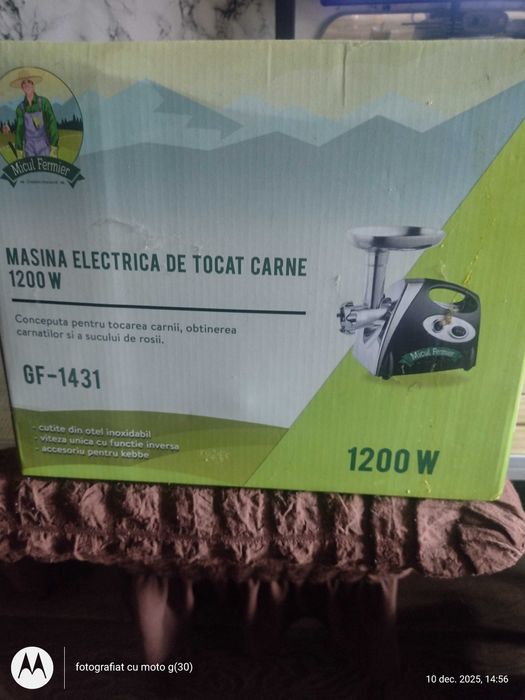 Micul Fermier
MASINA ELECTRICA DE TOCAT CARNE
1200 W
Conceputa pentru tocarea carnii, obtinerea
carnatilor si a sucului de rosii.
GF-1431
- cutite din otel inoxidabil
- viteza unica cu functie inversa
- accesoriu pentru kebbe
Micul Fermier
1200 W
fotografiat cu moto g(30)
10 dec. 2025, 14:56